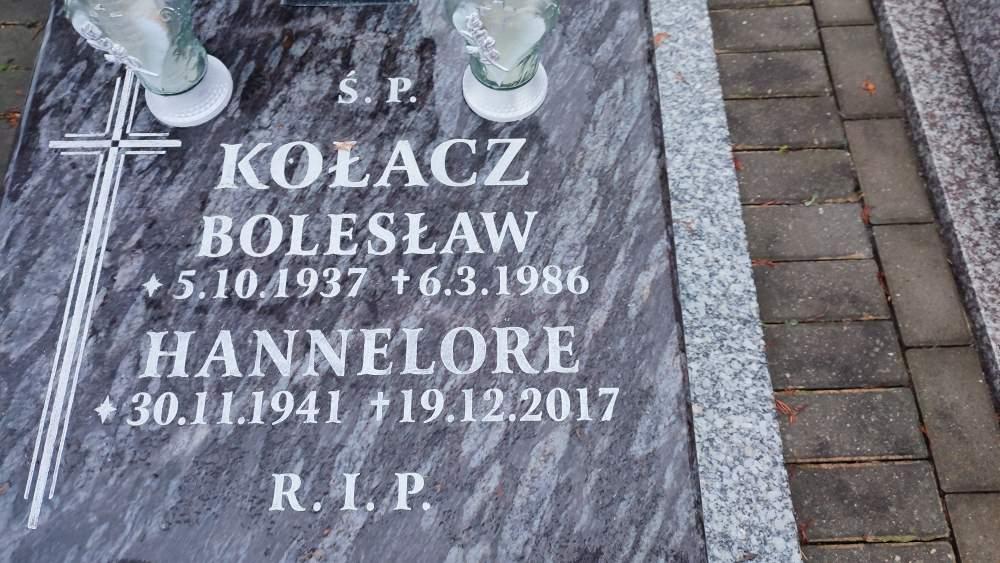 Ś. P.
KOŁACZ
BOLESŁAW
✦5.10.1937 ✝6.3.1986
HANNELORE
✦30.11.1941 ✝19.12.2017
R. I. P.